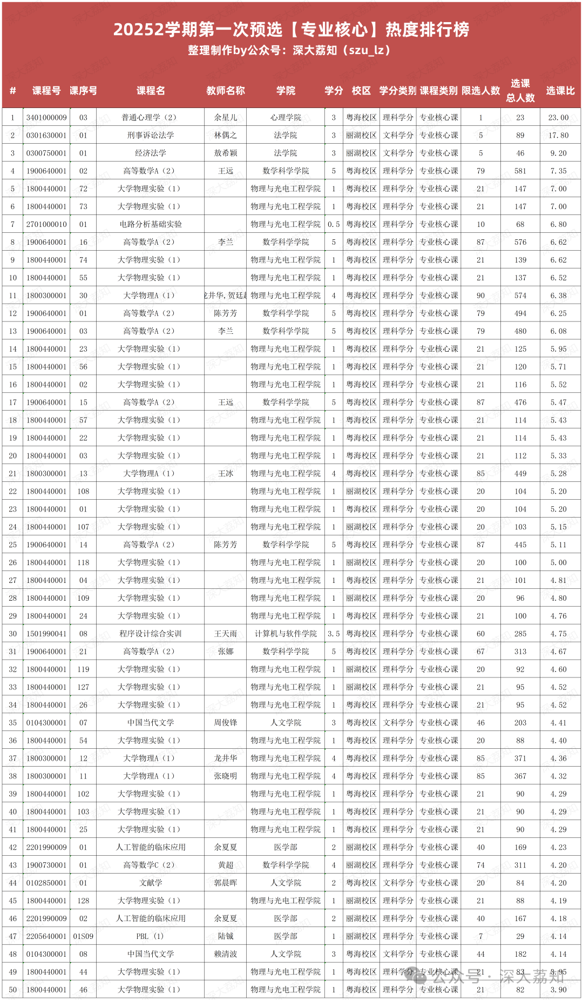 20252学期第一次预选【专业核心】热度排行榜
整理制作by公众号：深大荔知（szu_lz）
# 课程号 课序号 课程名 教师名称 学院 学分 校区 学分类别 课程类别 限选人数 选课总人数 选课比
1 3401000009 03 普通心理学（2） 余星儿 心理学院 3 粤海校区 理科学分 专业核心课 1 23 23.00
2 0301630001 01 刑事诉讼法学 林偶之 法学院 3 丽湖校区 文科学分 专业核心课 5 89 17.80
3 0300750001 01 经济法学 敖希颖 法学院 3 丽湖校区 文科学分 专业核心课 5 46 9.20
4 1900640001 02 高等数学A（2） 王远 数学科学学院 5 粤海校区 理科学分 专业核心课 79 581 7.35
5 1800440001 72 大学物理实验（1） 物理与光电工程学院 1 粤海校区 理科学分 专业核心课 21 147 7.00
6 1800440001 73 大学物理实验（1） 物理与光电工程学院 1 粤海校区 理科学分 专业核心课 21 147 7.00
7 2701000010 01 电路分析基础实验 物理与光电工程学院 0.5 粤海校区 理科学分 专业核心课 10 68 6.80
8 1900640001 16 高等数学A（2） 李兰 数学科学学院 5 粤海校区 理科学分 专业核心课 87 576 6.62
9 1800440001 74 大学物理实验（1） 物理与光电工程学院 1 粤海校区 理科学分 专业核心课 21 139 6.62
10 1800440001 55 大学物理实验（1） 物理与光电工程学院 1 粤海校区 理科学分 专业核心课 21 137 6.52
11 1800300001 30 大学物理A（1） 龙井华,贺廷超 物理与光电工程学院 4 粤海校区 理科学分 专业核心课 90 574 6.38
12 1900640001 01 高等数学A（2） 陈芳芳 数学科学学院 5 粤海校区 理科学分 专业核心课 79 494 6.25
13 1900640001 03 高等数学A（2） 李兰 数学科学学院 5 粤海校区 理科学分 专业核心课 79 480 6.08
14 1800440001 23 大学物理实验（1） 物理与光电工程学院 1 粤海校区 理科学分 专业核心课 21 125 5.95
15 1800440001 56 大学物理实验（1） 物理与光电工程学院 1 粤海校区 理科学分 专业核心课 21 120 5.71
16 1800440001 02 大学物理实验（1） 物理与光电工程学院 1 粤海校区 理科学分 专业核心课 21 116 5.52
17 1900640001 15 高等数学A（2） 王远 数学科学学院 5 粤海校区 理科学分 专业核心课 87 476 5.47
18 1800440001 57 大学物理实验（1） 物理与光电工程学院 1 粤海校区 理科学分 专业核心课 21 114 5.43
19 1800440001 22 大学物理实验（1） 物理与光电工程学院 1 粤海校区 理科学分 专业核心课 21 114 5.43
20 1800440001 03 大学物理实验（1） 物理与光电工程学院 1 粤海校区 理科学分 专业核心课 21 112 5.33
21 1800300001 13 大学物理A（1） 王冰 物理与光电工程学院 4 粤海校区 理科学分 专业核心课 85 449 5.28
22 1800440001 108 大学物理实验（1） 物理与光电工程学院 1 丽湖校区 理科学分 专业核心课 20 104 5.20
23 1800440001 01 大学物理实验（1） 物理与光电工程学院 1 粤海校区 理科学分 专业核心课 20 104 5.20
24 1800440001 107 大学物理实验（1） 物理与光电工程学院 1 丽湖校区 理科学分 专业核心课 20 103 5.15
25 1900640001 14 高等数学A（2） 陈芳芳 数学科学学院 5 粤海校区 理科学分 专业核心课 87 445 5.11
26 1800440001 118 大学物理实验（1） 物理与光电工程学院 1 丽湖校区 理科学分 专业核心课 20 100 5.00
27 1800440001 04 大学物理实验（1） 物理与光电工程学院 1 粤海校区 理科学分 专业核心课 21 101 4.81
28 1800440001 109 大学物理实验（1） 物理与光电工程学院 1 丽湖校区 理科学分 专业核心课 20 96 4.80
29 1800440001 24 大学物理实验（1） 物理与光电工程学院 1 粤海校区 理科学分 专业核心课 21 100 4.76
30 1501990041 08 程序设计综合实训 王天雨 计算机与软件学院 3.5 粤海校区 理科学分 专业核心课 60 285 4.75
31 1900640001 21 高等数学A（2） 张娜 数学科学学院 5 粤海校区 理科学分 专业核心课 67 313 4.67
32 1800440001 119 大学物理实验（1） 物理与光电工程学院 1 丽湖校区 理科学分 专业核心课 20 92 4.60
33 1800440001 127 大学物理实验（1） 物理与光电工程学院 1 丽湖校区 理科学分 专业核心课 21 95 4.52
34 1800440001 26 大学物理实验（1） 物理与光电工程学院 1 粤海校区 理科学分 专业核心课 21 95 4.52
35 0104300001 07 中国当代文学 周俊锋 人文学院 3 粤海校区 文科学分 专业核心课 46 203 4.41
36 1800440001 54 大学物理实验（1） 物理与光电工程学院 1 粤海校区 理科学分 专业核心课 20 88 4.40
37 1800300001 12 大学物理A（1） 龙井华 物理与光电工程学院 4 粤海校区 理科学分 专业核心课 85 371 4.36
38 1800300001 11 大学物理A（1） 张晓明 物理与光电工程学院 4 粤海校区 理科学分 专业核心课 85 367 4.32
39 1800440001 102 大学物理实验（1） 物理与光电工程学院 1 粤海校区 理科学分 专业核心课 21 90 4.29
40 1800440001 103 大学物理实验（1） 物理与光电工程学院 1 粤海校区 理科学分 专业核心课 21 90 4.29
41 1800440001 25 大学物理实验（1） 物理与光电工程学院 1 粤海校区 理科学分 专业核心课 21 90 4.29
42 2201990009 01 人工智能的临床应用 余夏夏 医学部 2 丽湖校区 理科学分 专业核心课 40 169 4.23
43 1900730001 01 高等数学C（2） 黄超 数学科学学院 4 丽湖校区 理科学分 专业核心课 74 311 4.20
44 0102850001 01 文献学 郭晨晖 人文学院 2 粤海校区 文科学分 专业核心课 20 84 4.20
45 1800440001 128 大学物理实验（1） 物理与光电工程学院 1 丽湖校区 理科学分 专业核心课 21 88 4.19
46 2201990009 02 人工智能的临床应用 余夏夏 医学部 2 丽湖校区 理科学分 专业核心课 40 167 4.18
47 2205640001 01S09 PBL (1) 陆铖 医学部 1 丽湖校区 理科学分 专业核心课 7 29 4.14
48 0104300001 08 中国当代文学 赖清波 人文学院 3 粤海校区 文科学分 专业核心课 44 182 4.14
49 1800440001 44 大学物理实验（1） 物理与光电工程学院 1 粤海校区 理科学分 专业核心课 21 83 3.95
50 1800440001 46 大学物理实验（1） 物理与光电工程学院 1 粤海校区 理科学分 专业核心课 21 82 3.90
公众号 · 深大荔知